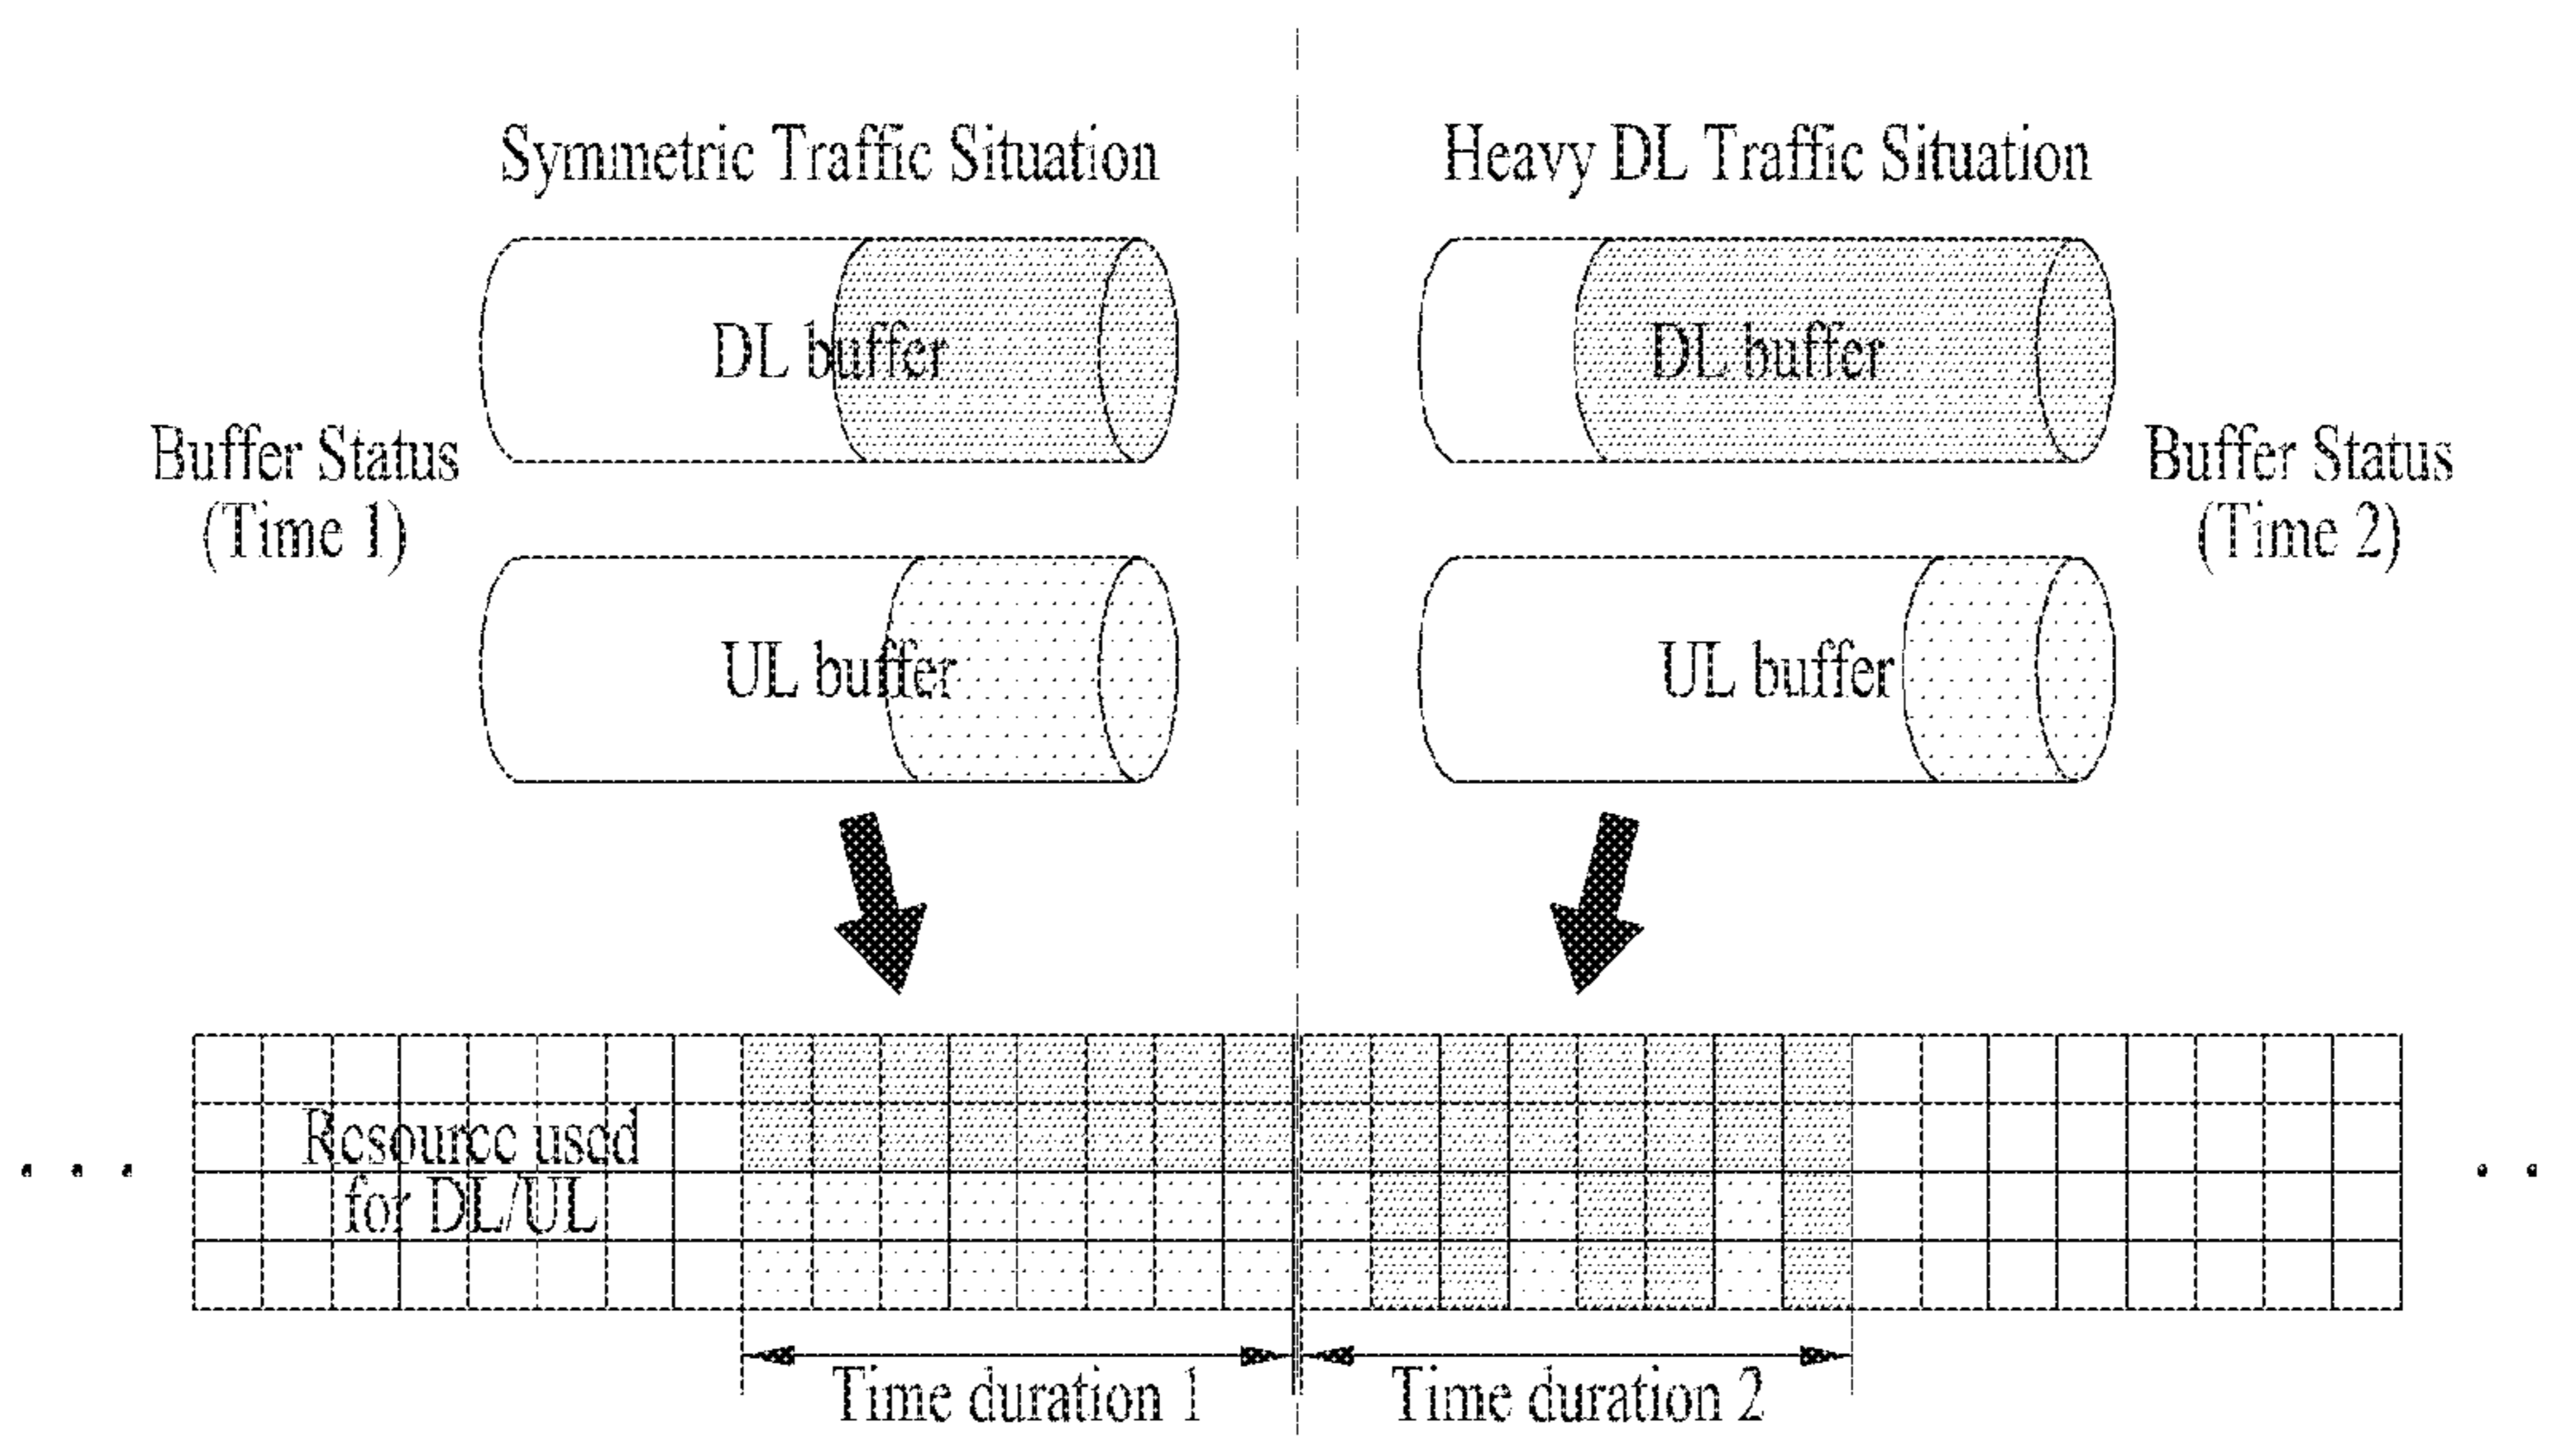 Symmetric Traffic Situation
Heavy DL Traffic Situation
DL buffer
DL buffer
Buffer Status
(Time 1)
Buffer Status
(Time 2)
UL buffer
UL buffer
Resource used
for DL/UL
Time duration 1
Time duration 2